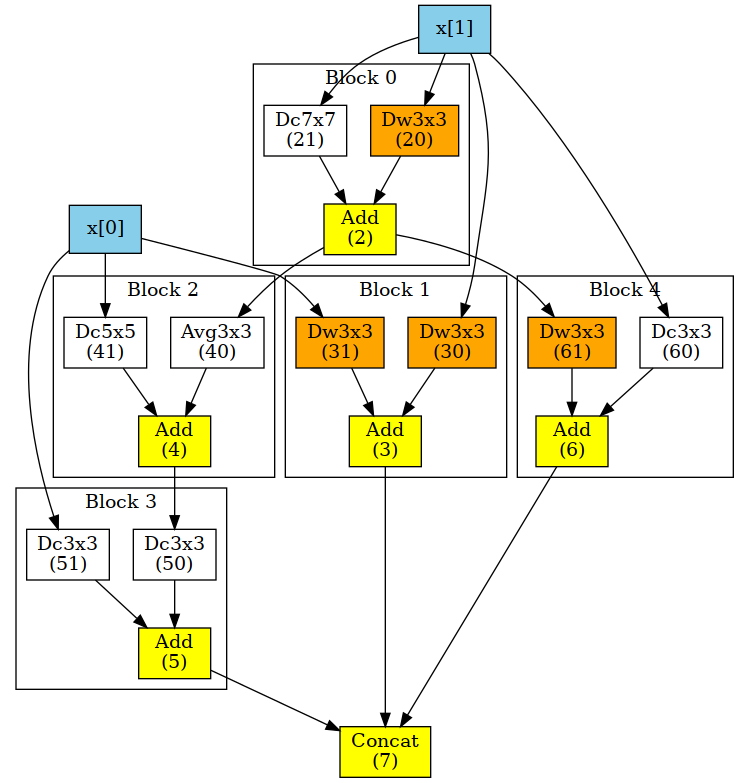 x[1]
Block 0
Dc7x7
(21)
Dw3x3
(20)
Add
(2)
x[0]
Block 2
Dc5x5
(41)
Avg3x3
(40)
Add
(4)
Block 1
Dw3x3
(31)
Dw3x3
(30)
Add
(3)
Block 4
Dw3x3
(61)
Dc3x3
(60)
Add
(6)
Block 3
Dc3x3
(51)
Dc3x3
(50)
Add
(5)
Concat
(7)